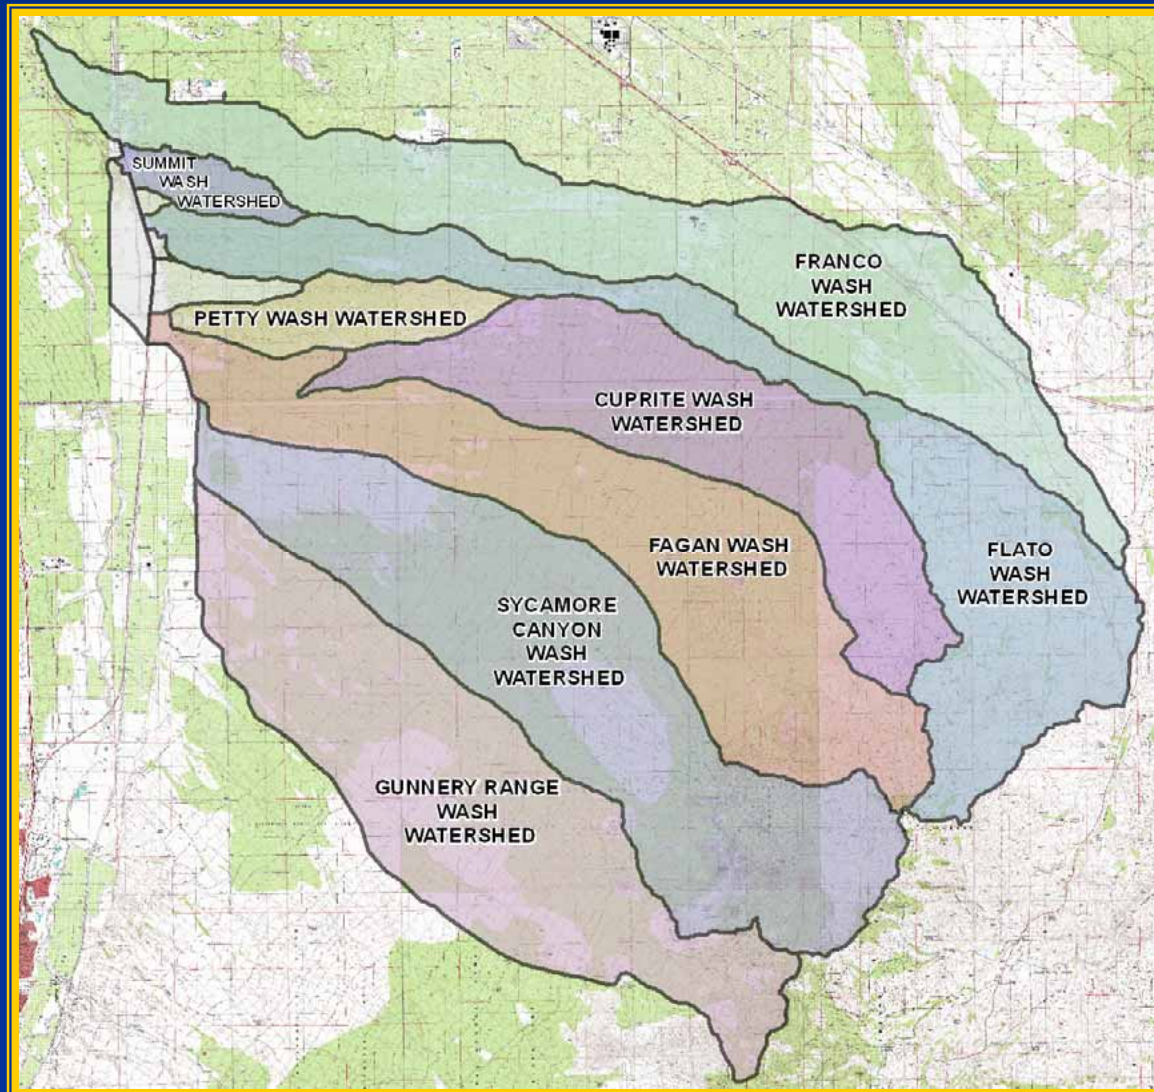 SUMMIT
WASH
WATERSHED
FRANCO
WASH
WATERSHED
PETTY WASH WATERSHED
CUPRITE WASH
WATERSHED
FAGAN WASH
WATERSHED
FLATO
WASH
WATERSHED
SYCAMORE
CANYON
WASH
WATERSHED
GUNNERY RANGE
WASH
WATERSHED